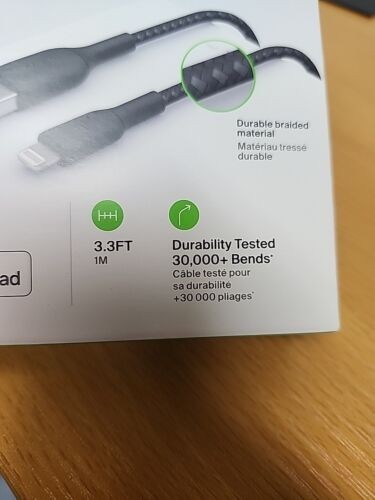 Durable braided
material
Matériau tressé
durable
3.3FT
1M
Durability Tested
30,000+ Bends*
Câble testé pour
sa durabilité
+30 000 pliages*
ad